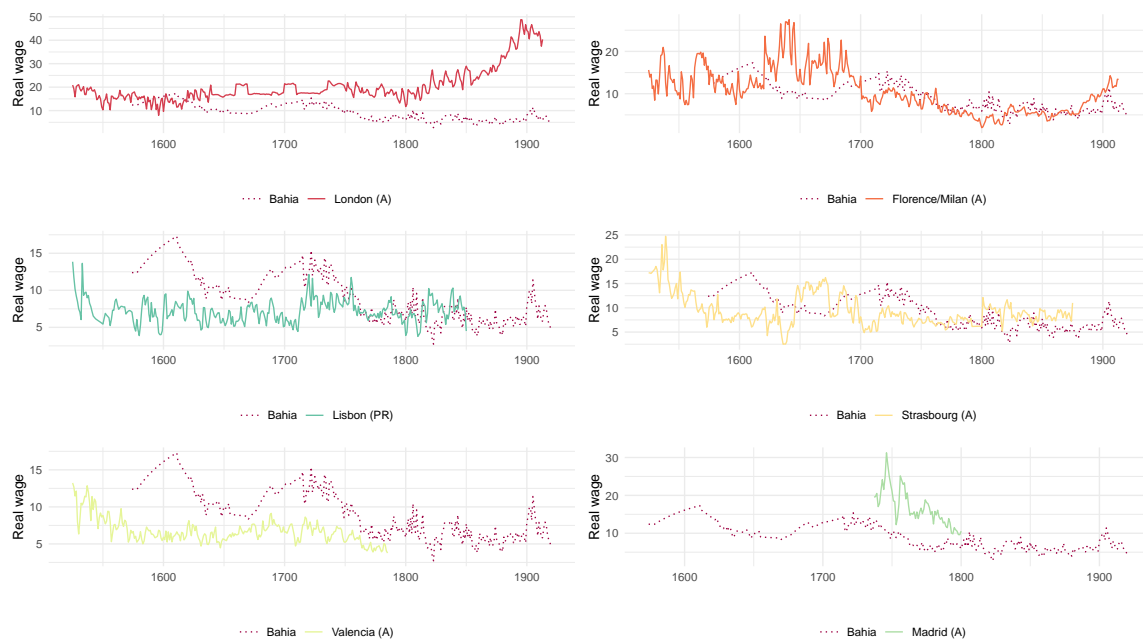 Real wage
50
40
30
20
10
1600
1700
1800
1900
Bahia
London (A)
Real wage
20
10
1600
1700
1800
1900
Bahia
Florence/Milan (A)
Real wage
15
10
5
1600
1700
1800
1900
Bahia
Lisbon (PR)
Real wage
25
20
15
10
5
1600
1700
1800
1900
Bahia
Strasbourg (A)
Real wage
15
10
5
1600
1700
1800
1900
Bahia
Valencia (A)
Real wage
30
20
10
1600
1700
1800
1900
Bahia
Madrid (A)